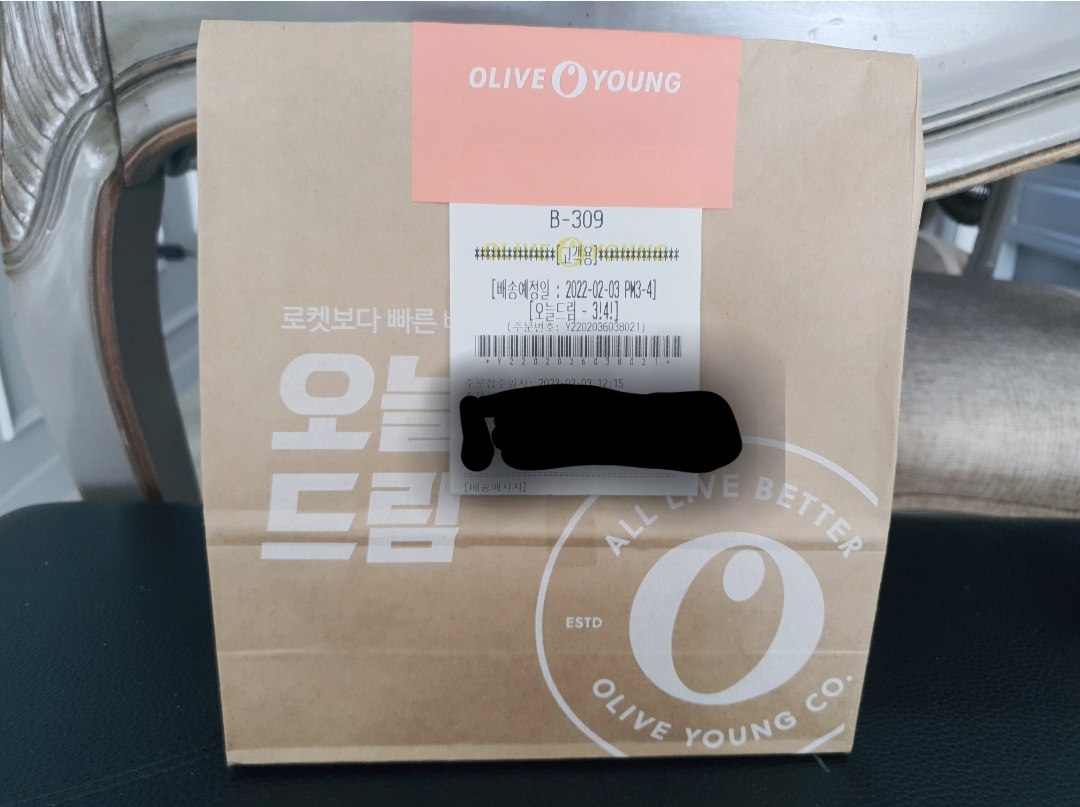 OLIVE YOUNG
B-309
OLIVE YOUNG
[고객용]
[배송예정일 : 2022-02-03 PM3-4]
[오늘드림 - 3!4!]
(주문번호: Y2202036038021)
*Y2202036038021*
주문접수일자: 2022-02-03 12:15
[배송메시지]
로켓보다 빠른
오늘
드림
ALL LIVE BETTER
ESTD
OLIVE YOUNG CO.